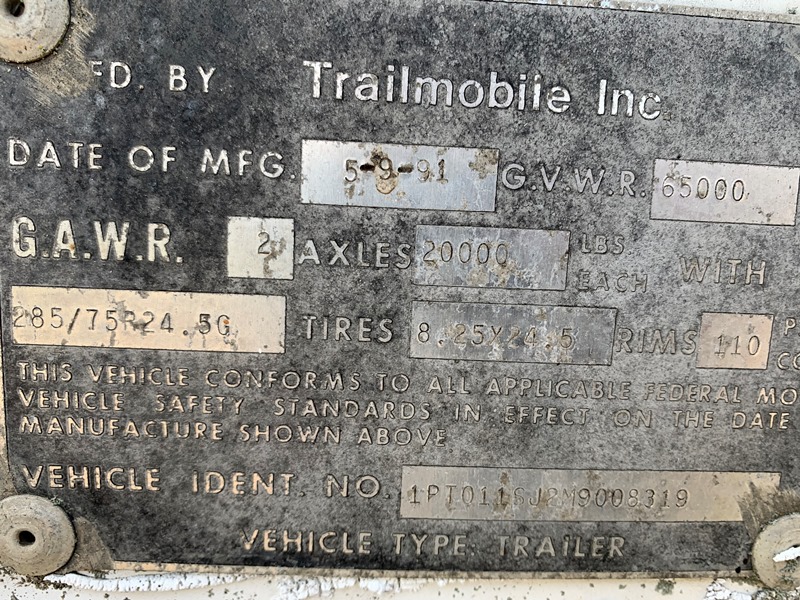 FD. BY Trailmobile Inc.
DATE OF MFG. 5-9-91 G.V.W.R. 65000
G.A.W.R. 2 AXLES 20000 LBS EACH WITH
285/75R24.5G TIRES 8.25X24.5 RIMS 110 P CO
THIS VEHICLE CONFORMS TO ALL APPLICABLE FEDERAL MO
VEHICLE SAFETY STANDARDS IN EFFECT ON THE DATE
MANUFACTURE SHOWN ABOVE
VEHICLE IDENT. NO.
VEHICLE TYPE: TRAILER